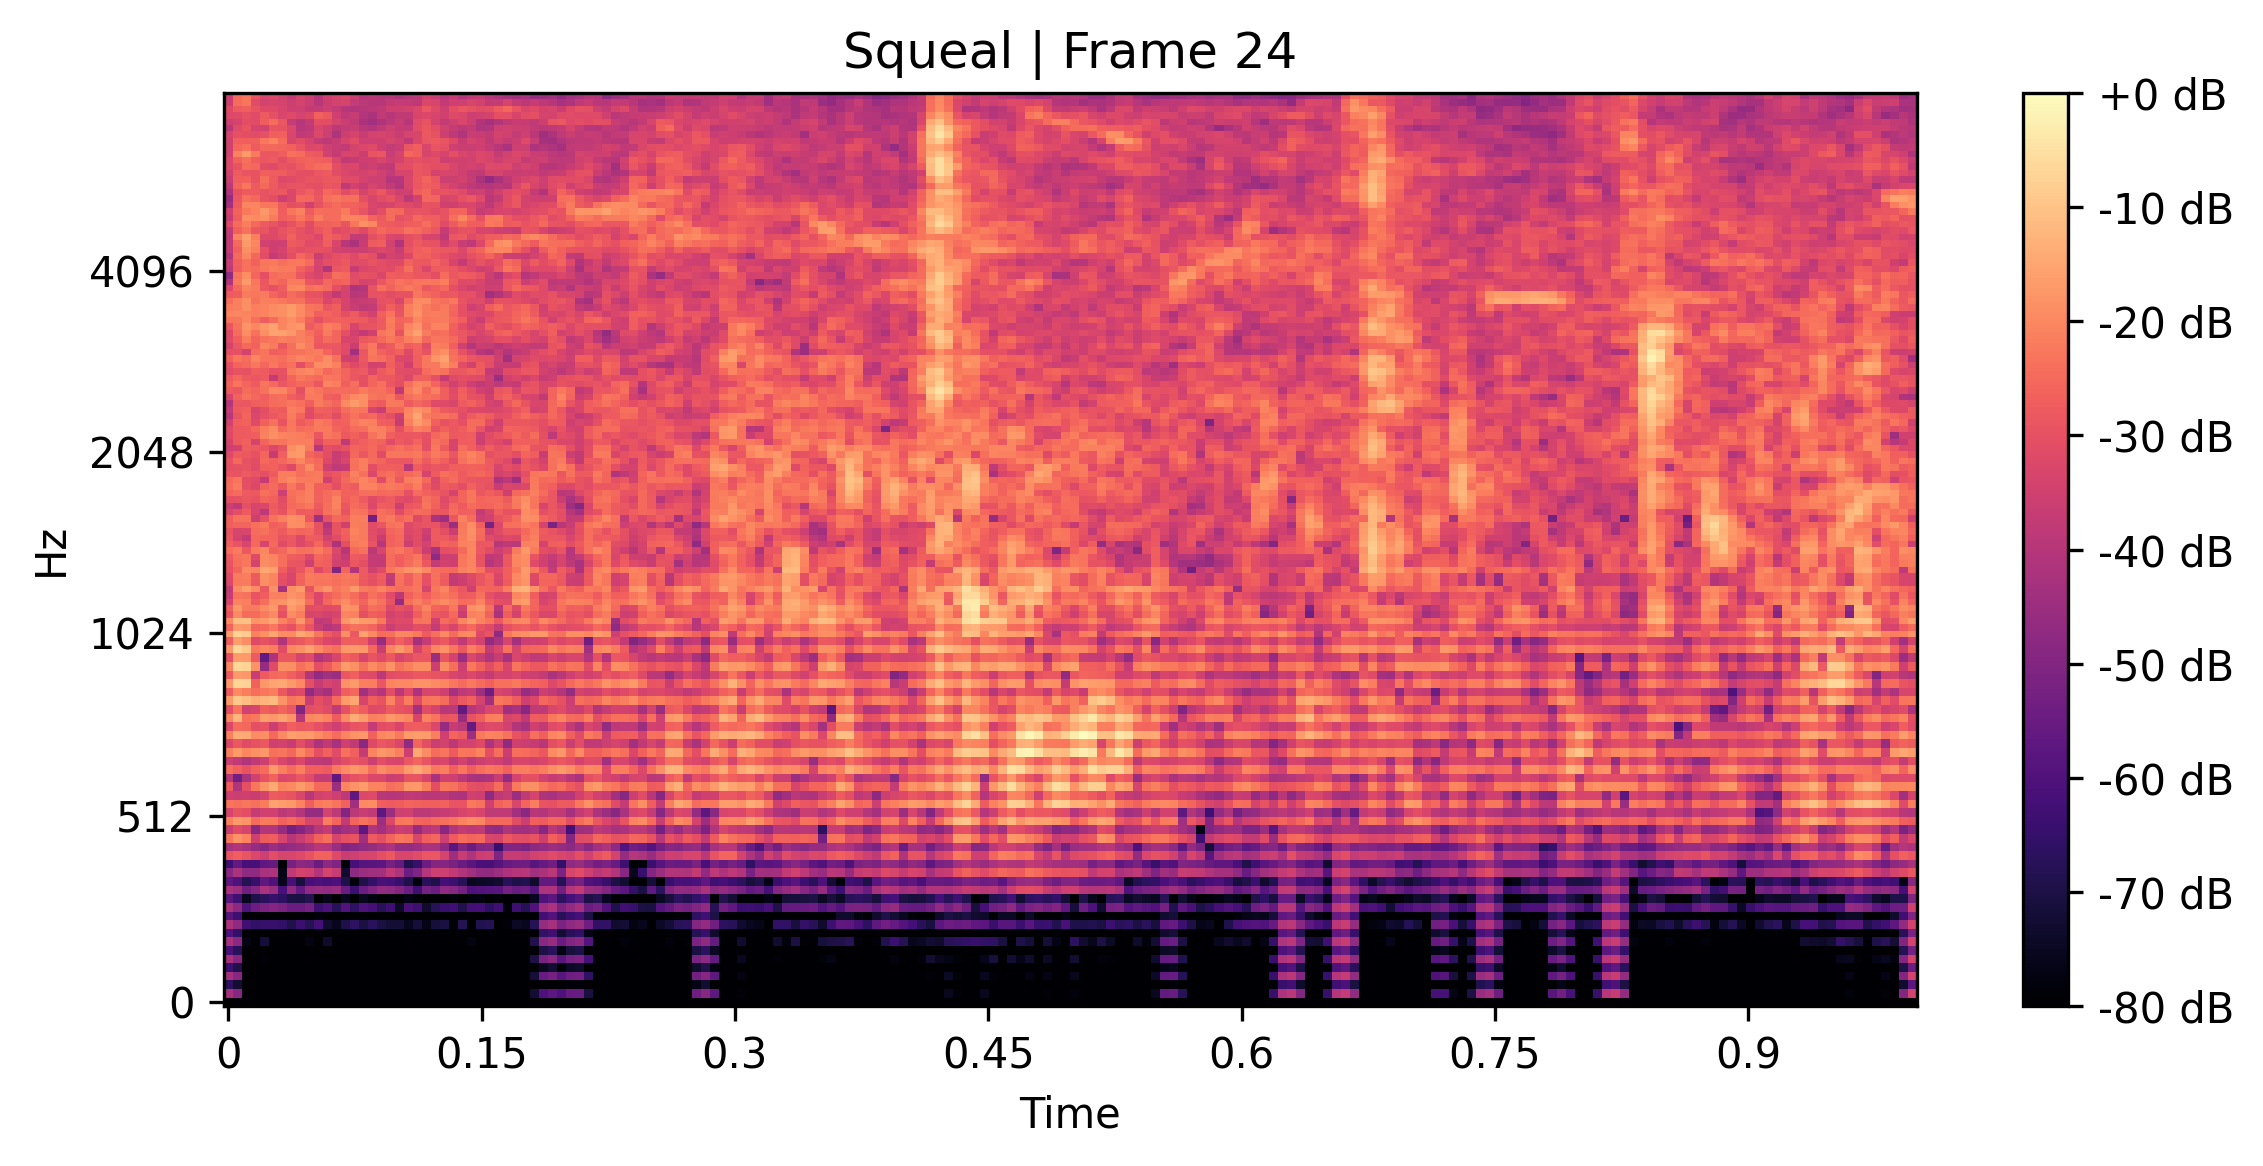 Squeal | Frame 24
+0 dB
-10 dB
4096
-20 dB
-30 dB
2048
Hz
-40 dB
-50 dB
1024
-60 dB
512
-70 dB
0
-80 dB
0 0.15 0.3 0.45 0.6 0.75 0.9
Time